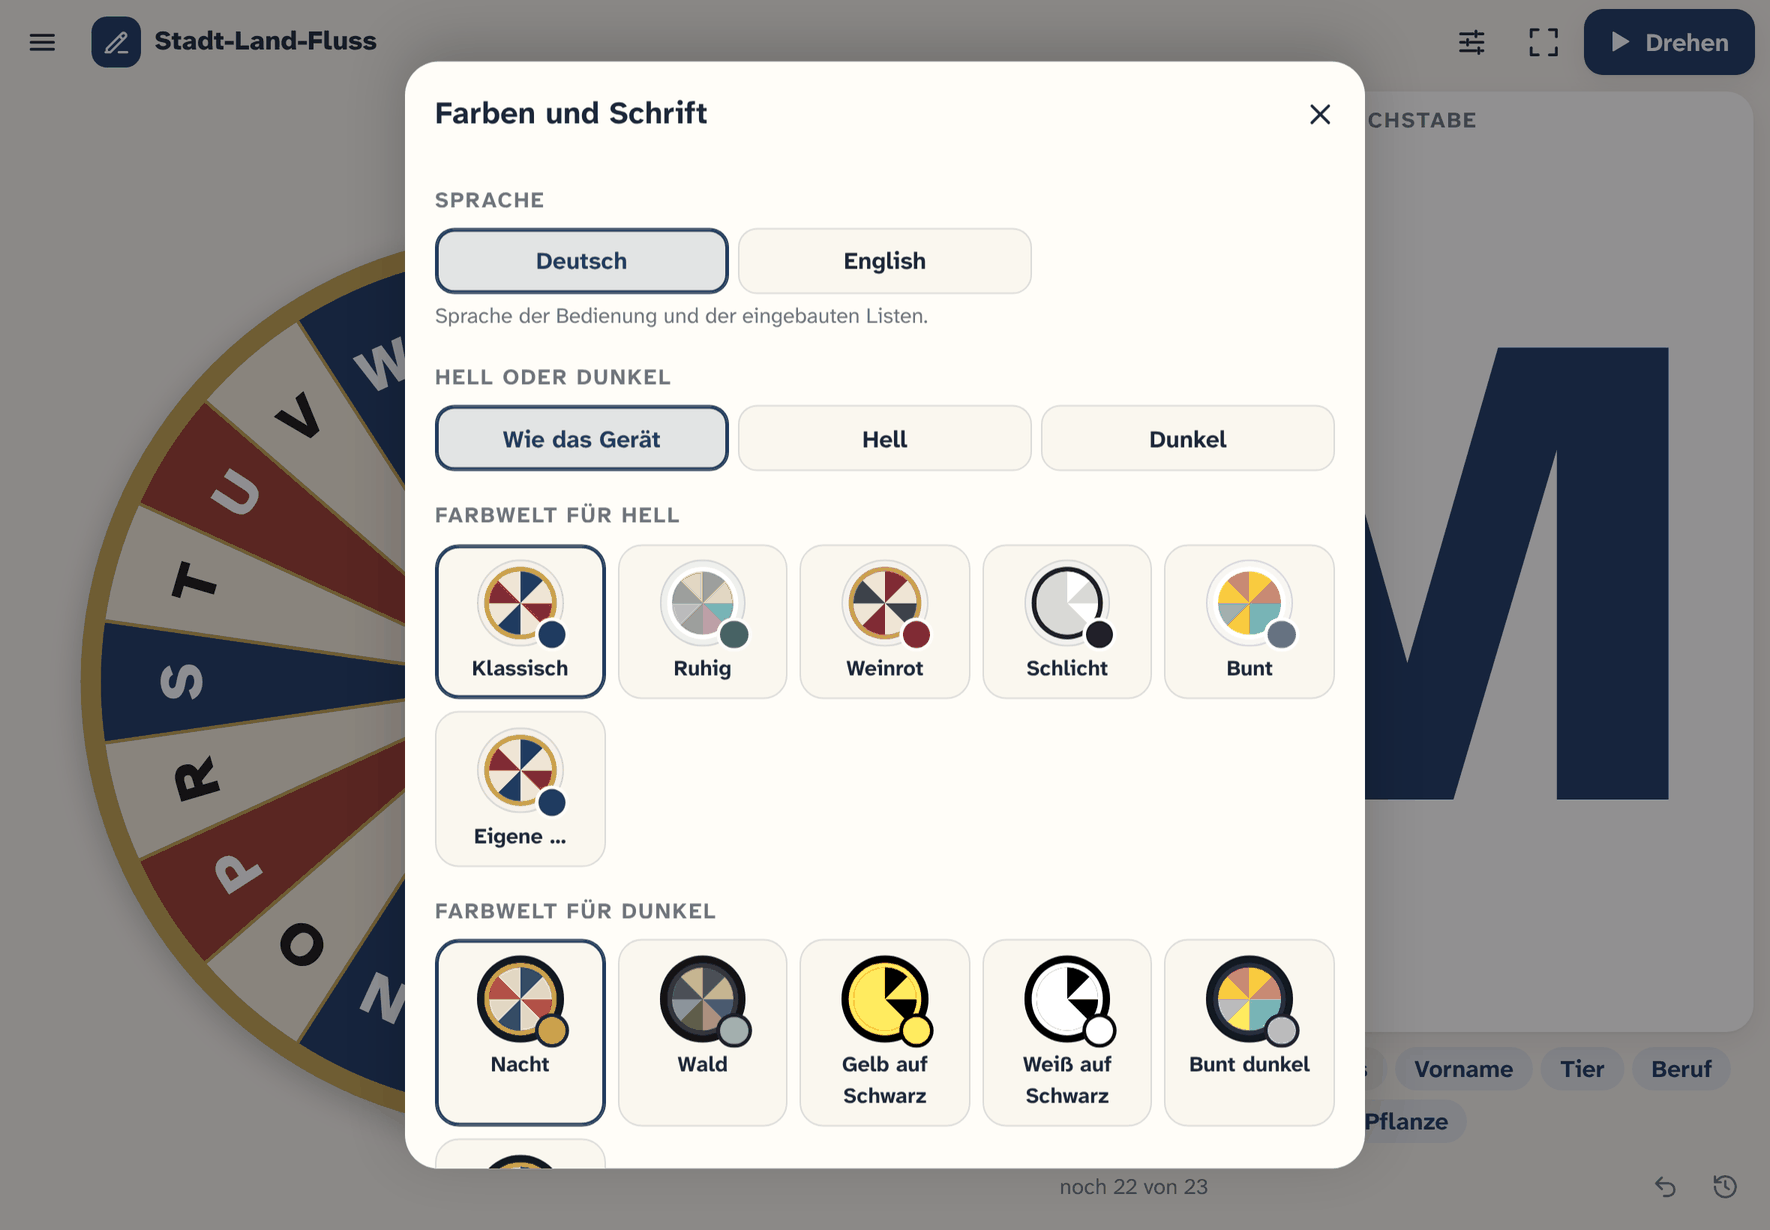 Stadt-Land-Fluss
Drehen
Farben und Schrift
SPRACHE
Deutsch
English
Sprache der Bedienung und der eingebauten Listen.
HELL ODER DUNKEL
Wie das Gerät
Hell
Dunkel
FARBWELT FÜR HELL
Klassisch
Ruhig
Weinrot
Schlicht
Bunt
Eigene ...
FARBWELT FÜR DUNKEL
Nacht
Wald
Gelb auf
Schwarz
Weiß auf
Schwarz
Bunt dunkel
W
V
U
T
S
R
P
O
N
CHSTABE
M
Vorname
Tier
Beruf
Pflanze
noch 22 von 23